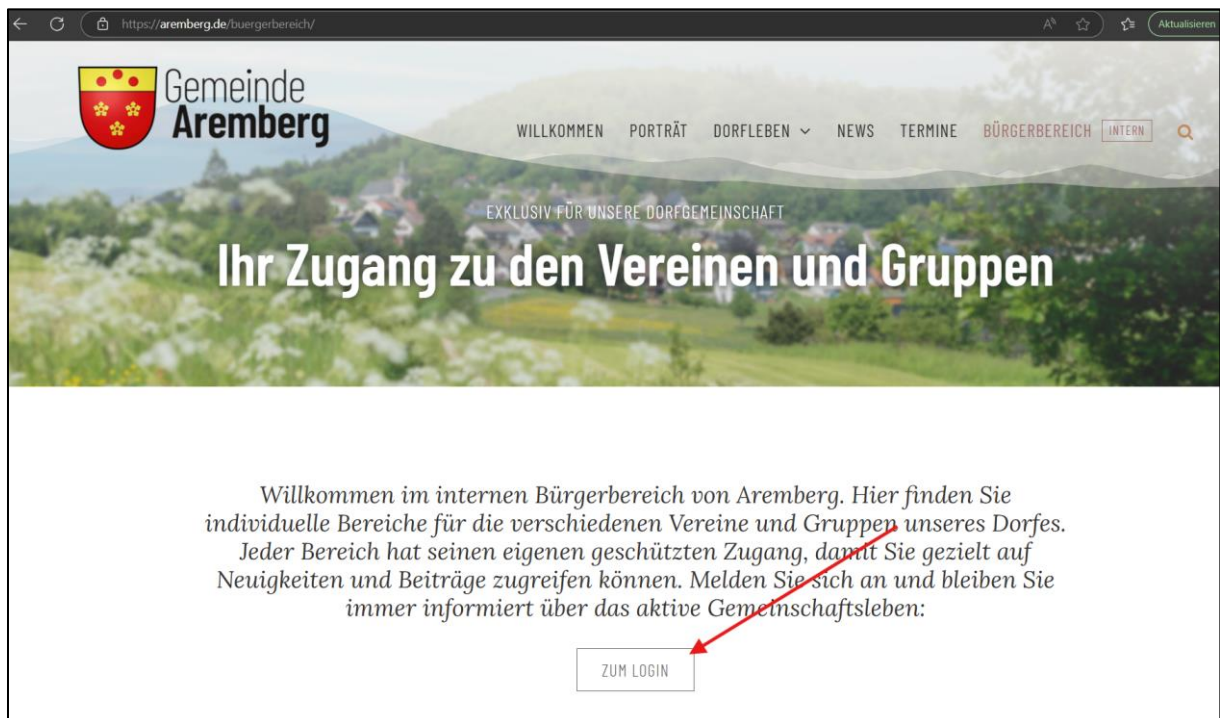 https://aremberg.de/buergerbereich/
Aktualisieren
Gemeinde
Aremberg
WILLKOMMEN PORTRÄT DORFLEBEN NEWS TERMINE BÜRGERBEREICH INTERN
EXKLUSIV FÜR UNSERE DORFGEMEINSCHAFT
Ihr Zugang zu den Vereinen und Gruppen
Willkommen im internen Bürgerbereich von Aremberg. Hier finden Sie
individuelle Bereiche für die verschiedenen Vereine und Gruppen unseres Dorfes.
Jeder Bereich hat seinen eigenen geschützten Zugang, damit Sie gezielt auf
Neuigkeiten und Beiträge zugreifen können. Melden Sie sich an und bleiben Sie
immer informiert über das aktive Gemeinschaftsleben:
ZUM LOGIN